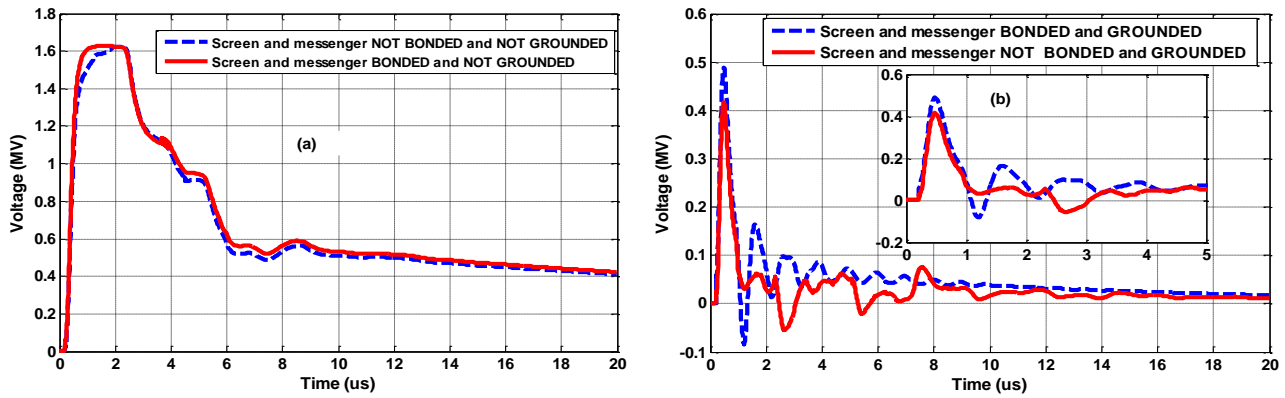 1.8
1.6
1.4
1.2
1
0.8
0.6
0.4
0.2
0
Voltage (MV)
Screen and messenger NOT BONDED and NOT GROUNDED
Screen and messenger BONDED and NOT GROUNDED
(a)
0 2 4 6 8 10 12 14 16 18 20
Time (us)
0.6
0.5
0.4
0.3
0.2
0.1
0
-0.1
Voltage (MV)
Screen and messenger BONDED and GROUNDED
Screen and messenger NOT BONDED and GROUNDED
0.6
0.4
0.2
0
-0.2
(b)
0 1 2 3 4 5
0 2 4 6 8 10 12 14 16 18 20
Time (us)